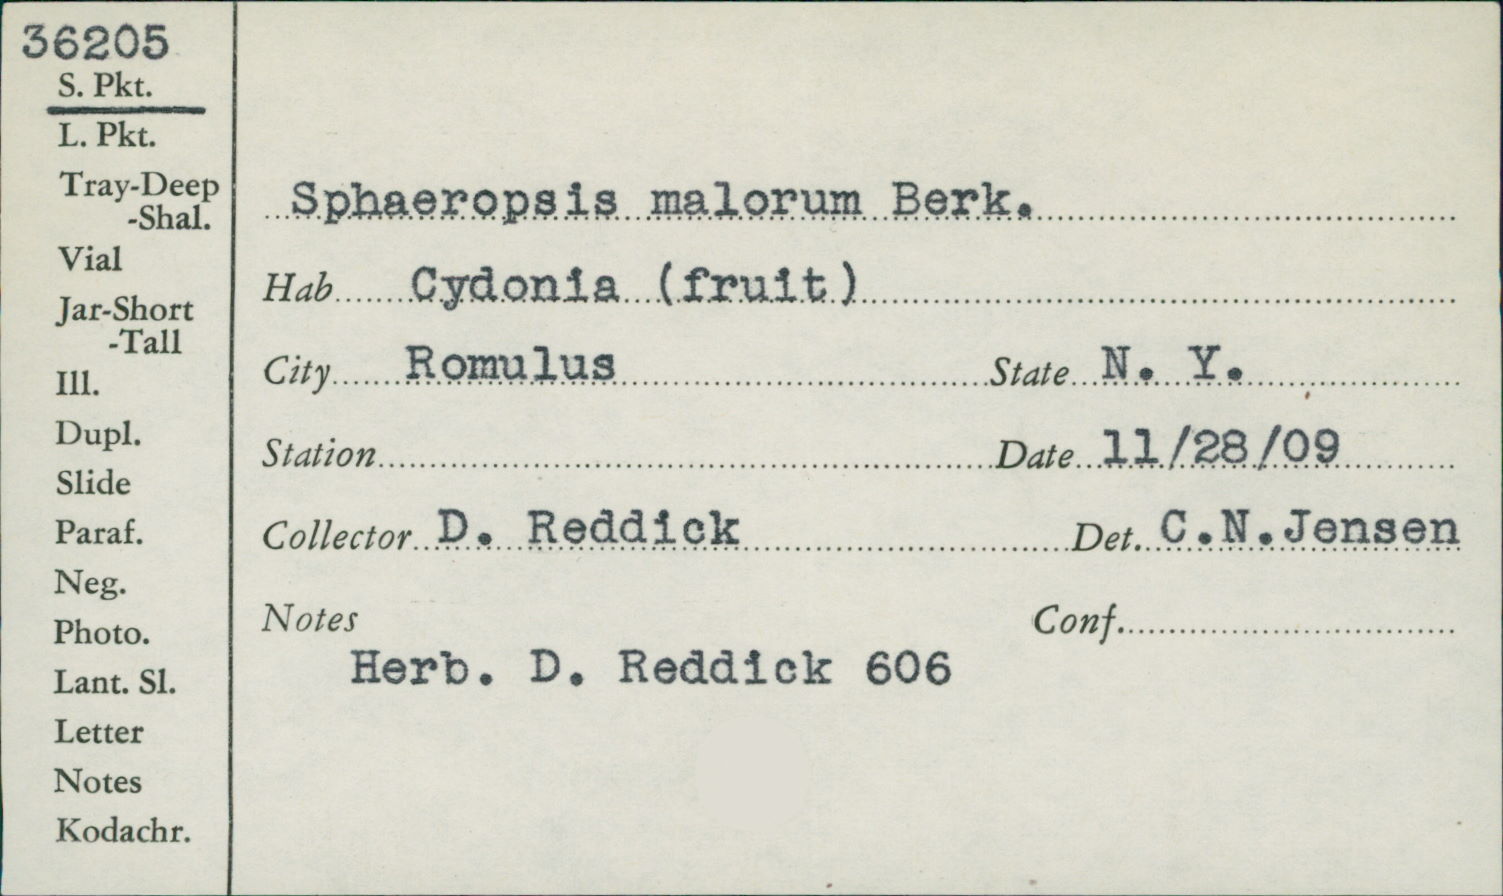 36205
S. Pkt.
L. Pkt.
Tray-Deep
-Shal.
Vial
Jar-Short
-Tall
Ill.
Dupl.
Slide
Paraf.
Neg.
Photo.
Lant. Sl.
Letter
Notes
Kodachr.
Sphaeropsis malorum Berk.
Hab Cydonia (fruit)
City Romulus State N. Y.
Station Date 11/28/09
Collector D. Reddick Det. C.N.Jensen
Notes Conf.
Herb. D. Reddick 606